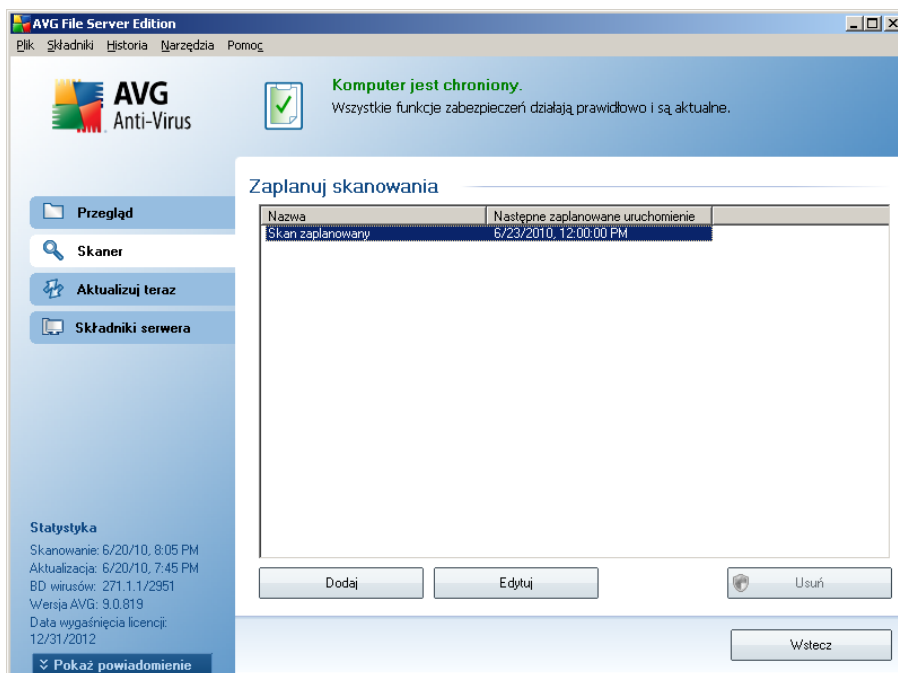 AVG File Server Edition
Plik Składniki Historia Narzędzia Pomoc
AVG
Anti-Virus
Komputer jest chroniony.
Wszystkie funkcje zabezpieczeń działają prawidłowo i są aktualne.
Przegląd
Skaner
Aktualizuj teraz
Składniki serwera
Zaplanuj skanowania
Nazwa Następne zaplanowane uruchomienie
Skan zaplanowany 6/23/2010, 12:00:00 PM
Dodaj Edytuj Usuń
Wstecz
Statystyka
Skanowanie: 6/20/10, 8:05 PM
Aktualizacja: 6/20/10, 7:45 PM
BD wirusów: 271.1.1/2951
Wersja AVG: 9.0.819
Data wygaśnięcia licencji:
12/31/2012
Pokaż powiadomienie